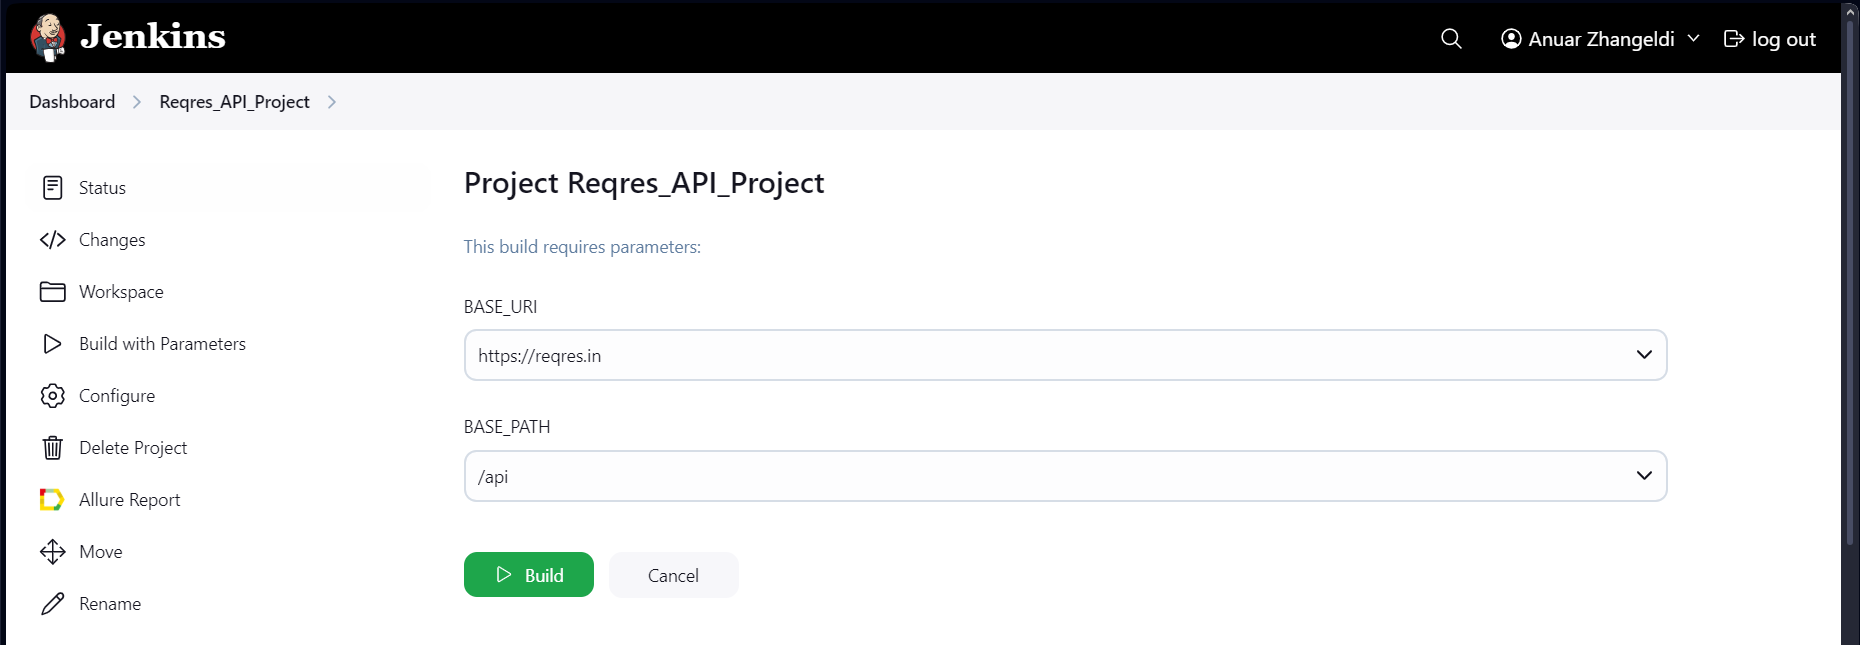 Jenkins
Anuar Zhangeldi
log out
Dashboard
Reqres_API_Project
Status
Changes
Workspace
Build with Parameters
Configure
Delete Project
Allure Report
Move
Rename
Project Reqres_API_Project
This build requires parameters:
BASE_URI
https://reqres.in
BASE_PATH
/api
Build
Cancel